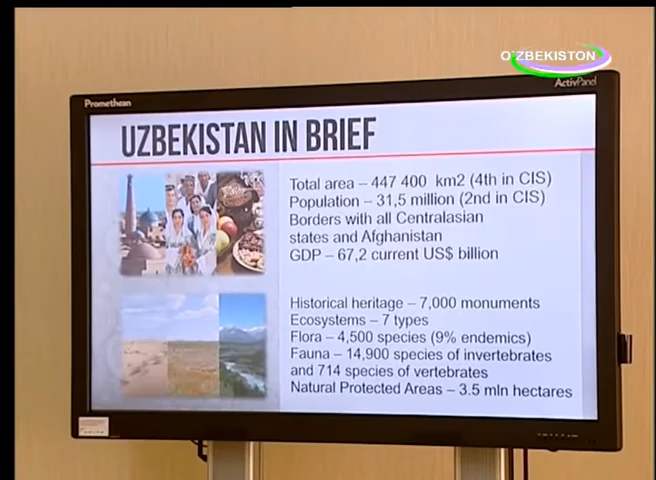 O'ZBEKISTON
Promethean
ActivPanel
UZBEKISTAN IN BRIEF
Total area – 447 400 km2 (4th in CIS)
Population – 31,5 million (2nd in CIS)
Borders with all Centralasian
states and Afghanistan
GDP – 67,2 current US$ billion
Historical heritage – 7,000 monuments
Ecosystems – 7 types
Flora – 4,500 species (9% endemics)
Fauna – 14,900 species of invertebrates
and 714 species of vertebrates
Natural Protected Areas – 3.5 mln hectares